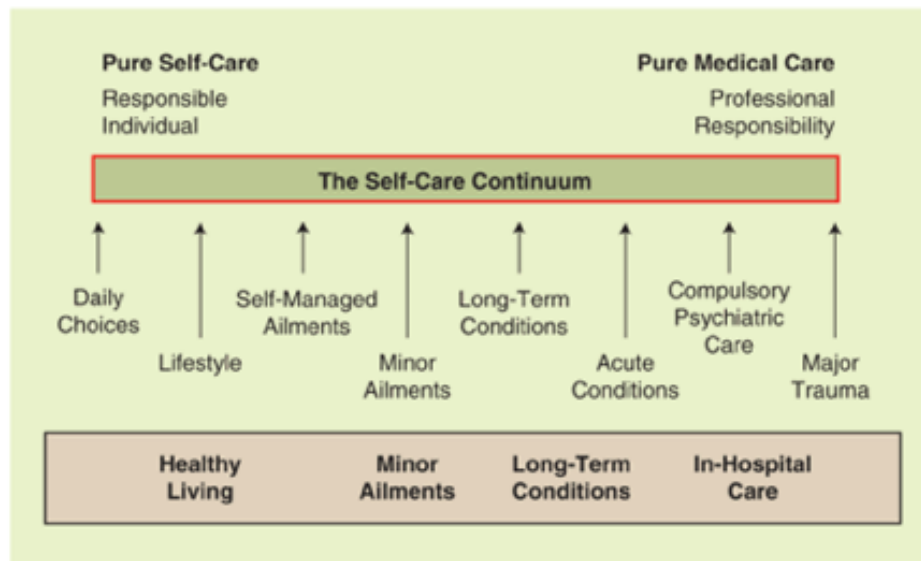 Pure Self-Care
Responsible
Individual
Pure Medical Care
Professional
Responsibility
The Self-Care Continuum
Daily
Choices
Lifestyle
Self-Managed
Ailments
Minor
Ailments
Long-Term
Conditions
Acute
Conditions
Compulsory
Psychiatric
Care
Major
Trauma
Healthy
Living
Minor
Ailments
Long-Term
Conditions
In-Hospital
Care